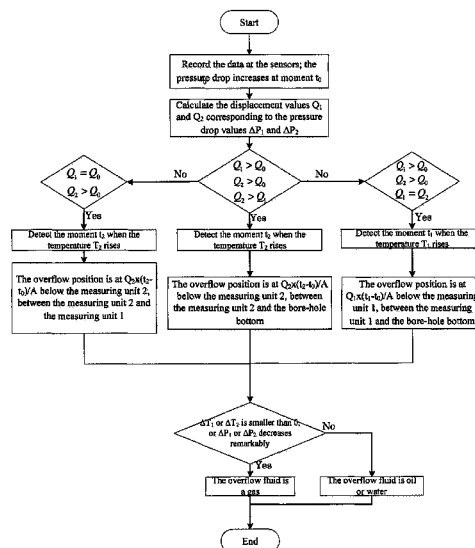 Start
Record the data at the sensors; the
pressure drop increases at moment t₀
Calculate the displacement values Q₁
and Q₂ corresponding to the pressure
drop values ΔP₁ and ΔP₂
Q₁ = Q₀
Q₂ > Q₀
No
Q₁ > Q₀
Q₂ > Q₀
Q₂ > Q₁
No
Q₁ > Q₀
Q₂ > Q₀
Q₁ = Q₂
Yes
Yes
Yes
Detect the moment t₂ when the
temperature T₂ rises
Detect the moment t₂ when the
temperature T₂ rises
Detect the moment t₁ when the
temperature T₁ rises
The overflow position is at Q₂x(t₂-
t₀)/A below the measuring unit 2,
between the measuring unit 2 and
the measuring unit 1
The overflow position is at Q₂x(t₂-t₀)/A
below the measuring unit 2, between
the measuring unit 2 and the bore-hole
bottom
The overflow position is at
Q₁x(t₁-t₀)/A below the measuring
unit 1, between the measuring
unit 1 and the bore-hole bottom
ΔT₁ or ΔT₂ is smaller than 0,
or ΔP₁ or ΔP₂ decreases
remarkably
No
Yes
The overflow fluid is
a gas
The overflow fluid is oil
or water
End